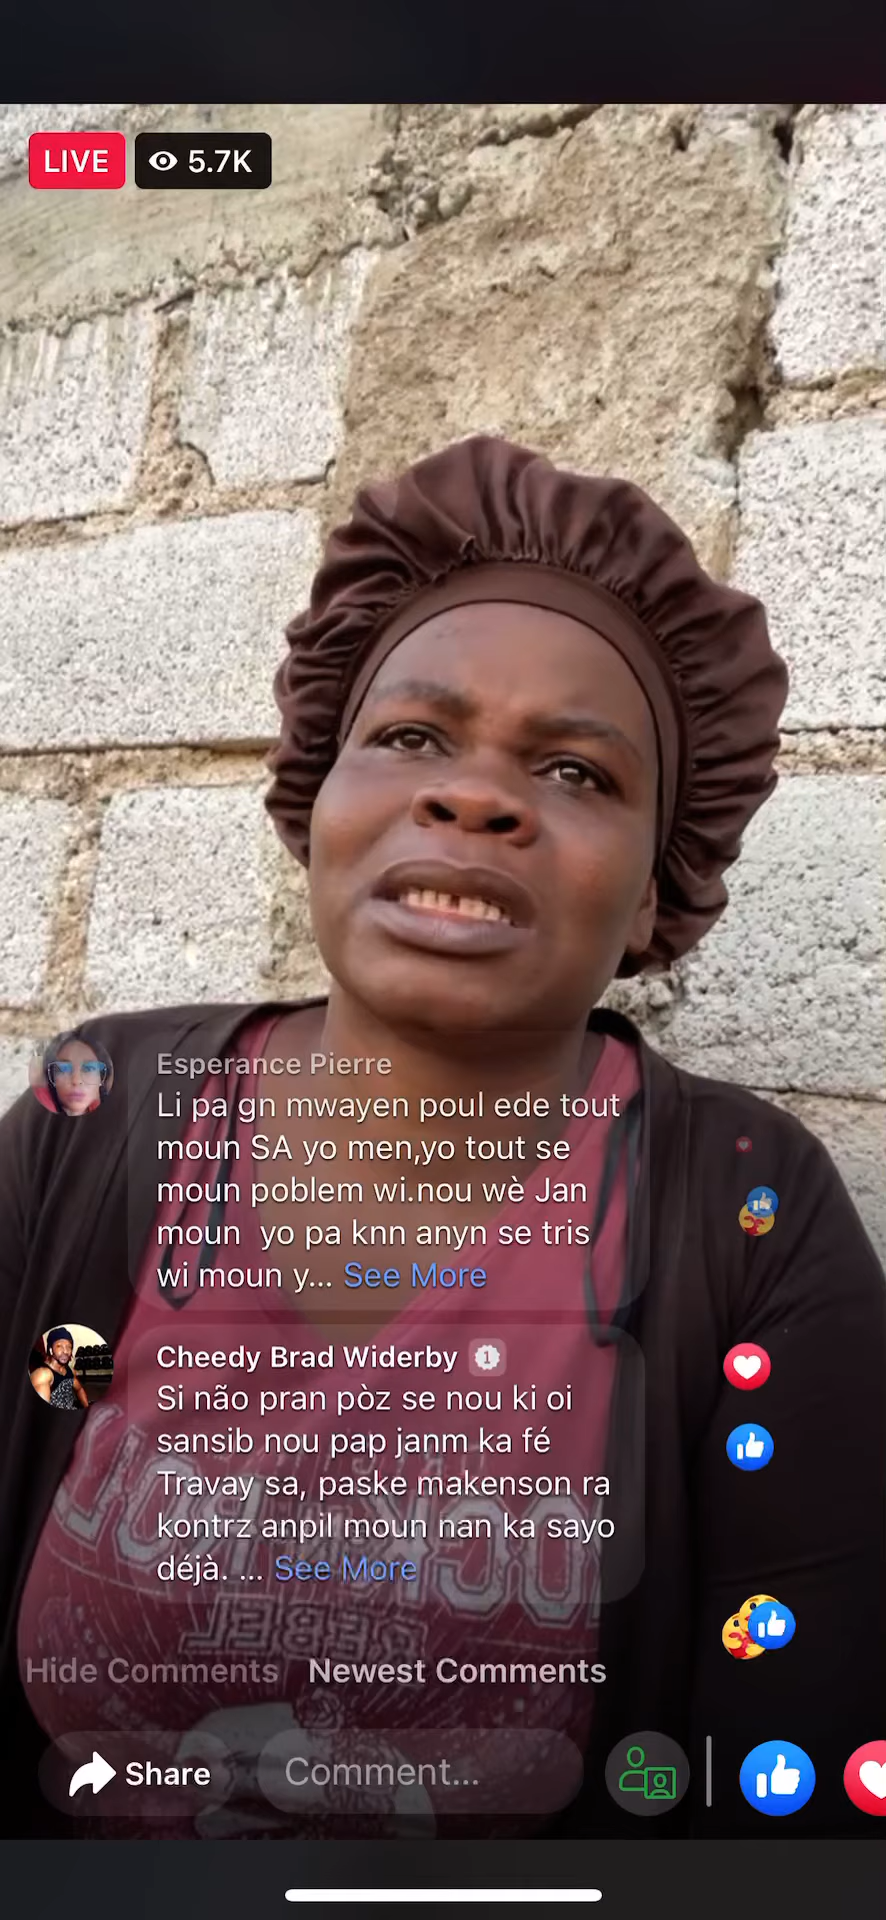 LIVE 5.7K
Esperance Pierre
Li pa gn mwayen poul ede tout
moun SA yo men,yo tout se
moun poblem wi.nou wè Jan
moun yo pa knn anyn se tris
wi moun y... See More
Cheedy Brad Widerby 1
Si não pran pòz se nou ki oi
sansib nou pap janm ka fé
Travay sa, paske makenson ra
kontrz anpil moun nan ka sayo
déjà. ... See More
REBEL
Hide Comments Newest Comments
Share Comment...